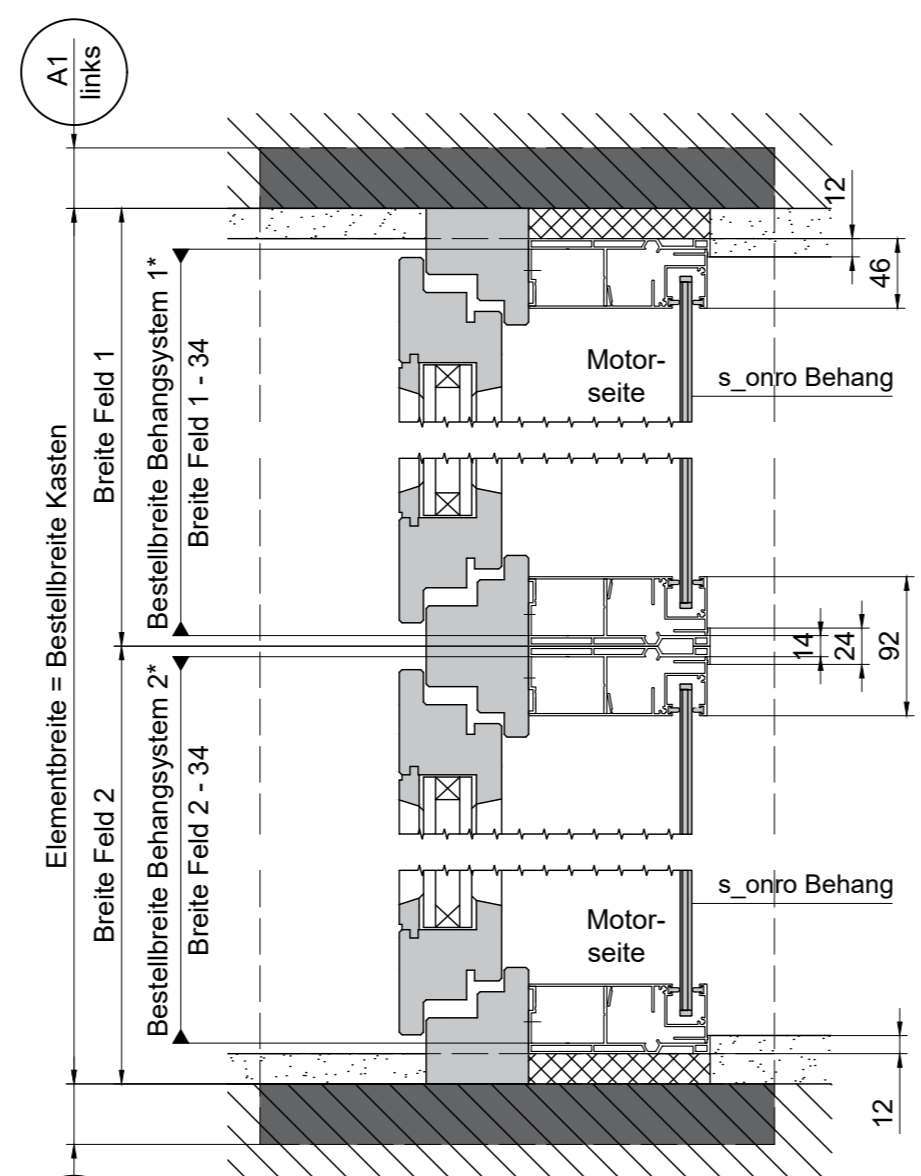 A1
links
12
46
Motor-
seite
s_onro Behang
Elementbreite = Bestellbreite Kasten
Breite Feld 1
Bestellbreite Behangsystem 1*
Breite Feld 1 - 34
14
24
92
Breite Feld 2
Bestellbreite Behangsystem 2*
Breite Feld 2 - 34
Motor-
seite
s_onro Behang
12